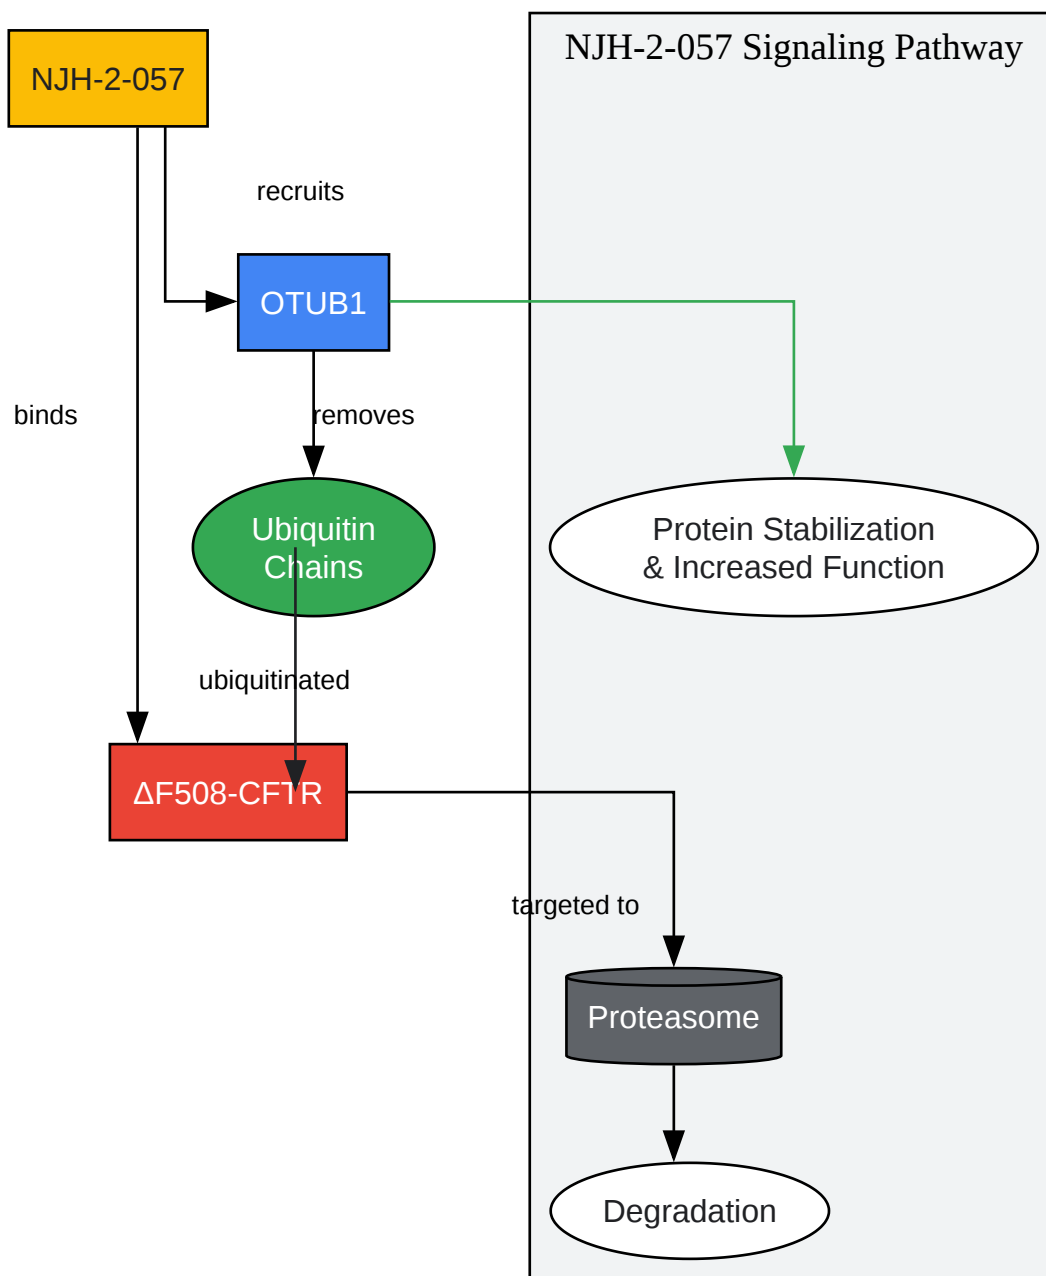 NJH-2-057 Signaling Pathway
NJH-2-057
recruits
OTUB1
binds
removes
Ubiquitin
Chains
Protein Stabilization
& Increased Function
ubiquitinated
ΔF508-CFTR
targeted to
Proteasome
Degradation